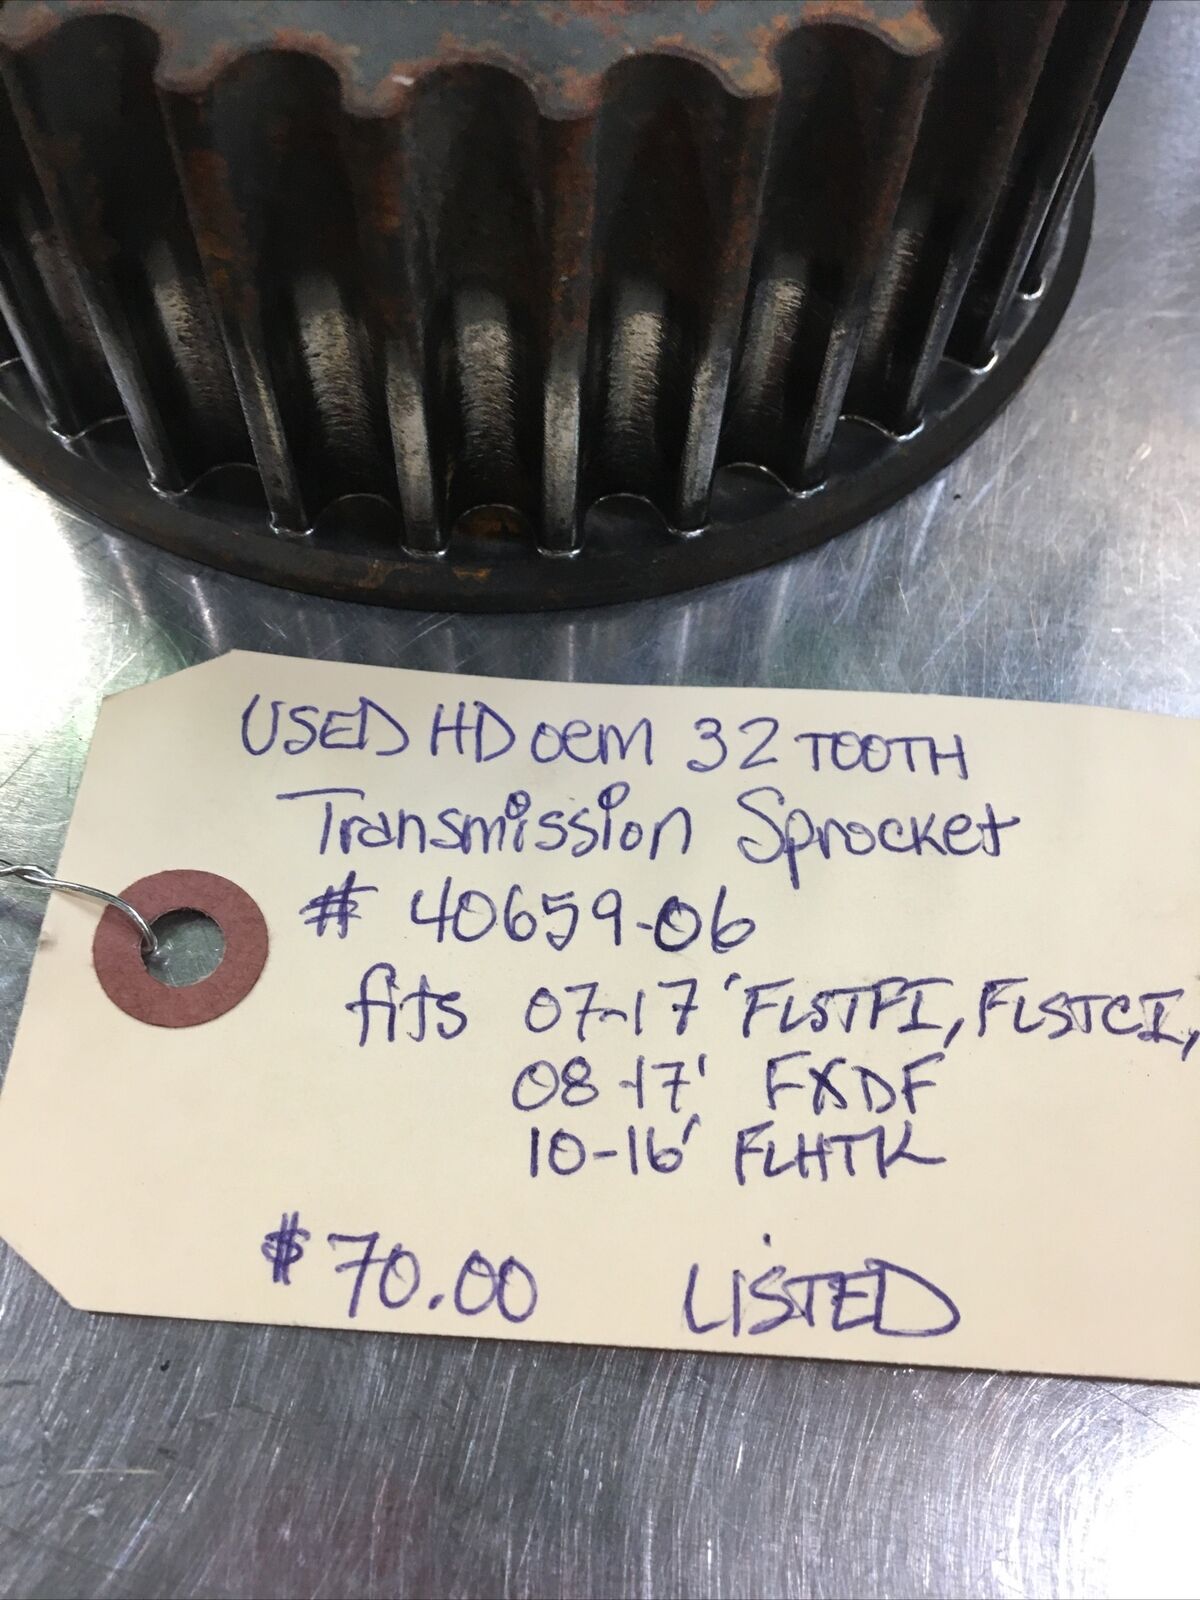 USED HD OEM 32 TOOTH
Transmission Sprocket
# 40659-06
fits 07-17' FLSTFI, FLSTCI,
08-17' FXDF
10-16' FLHTK
$70.00 LISTED